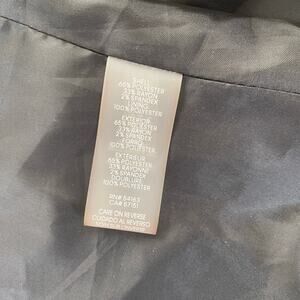 SHELL:
65% POLYESTER
33% RAYON
2% SPANDEX
LINING:
100% POLYESTER
EXTERIOR:
65% POLYESTER
33% RAYON
2% SPANDEX
FORRO:
100% POLYESTER
EXTÉRIEUR:
65% POLYESTER
33% RAYONNE
2% SPANDEX
DOUBLURE:
100% POLYESTER
RN# 54163
CA# 57151
CARE ON REVERSE
CUIDADO AL REVERSO